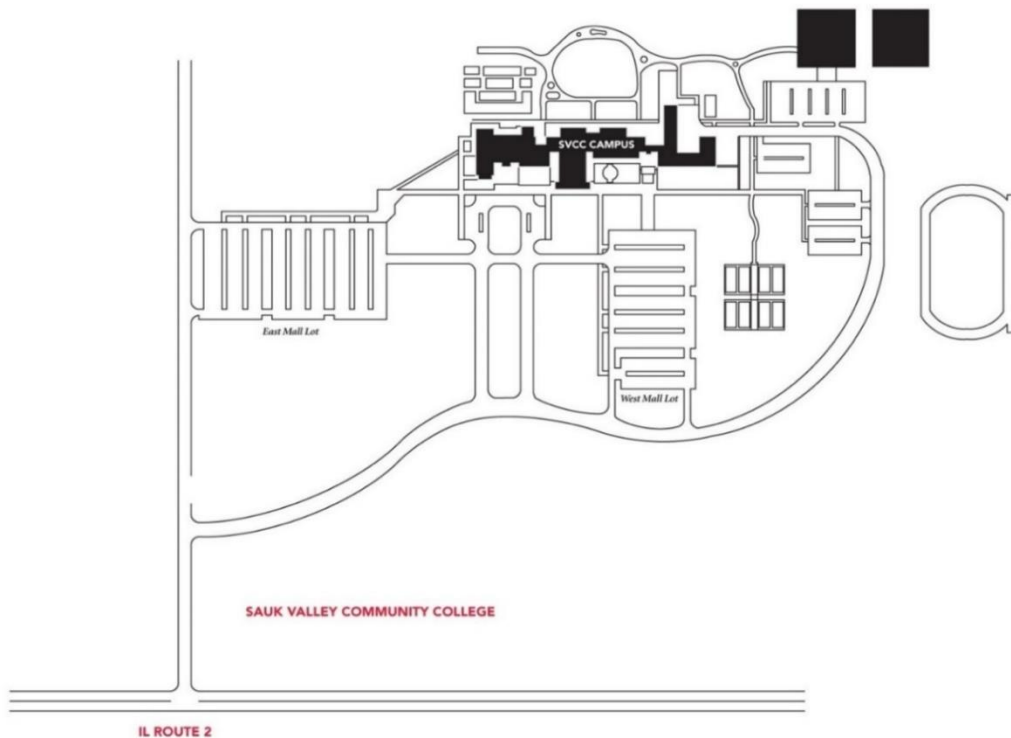 SVCC CAMPUS
East Mall Lot
West Mall Lot
SAUK VALLEY COMMUNITY COLLEGE
IL ROUTE 2